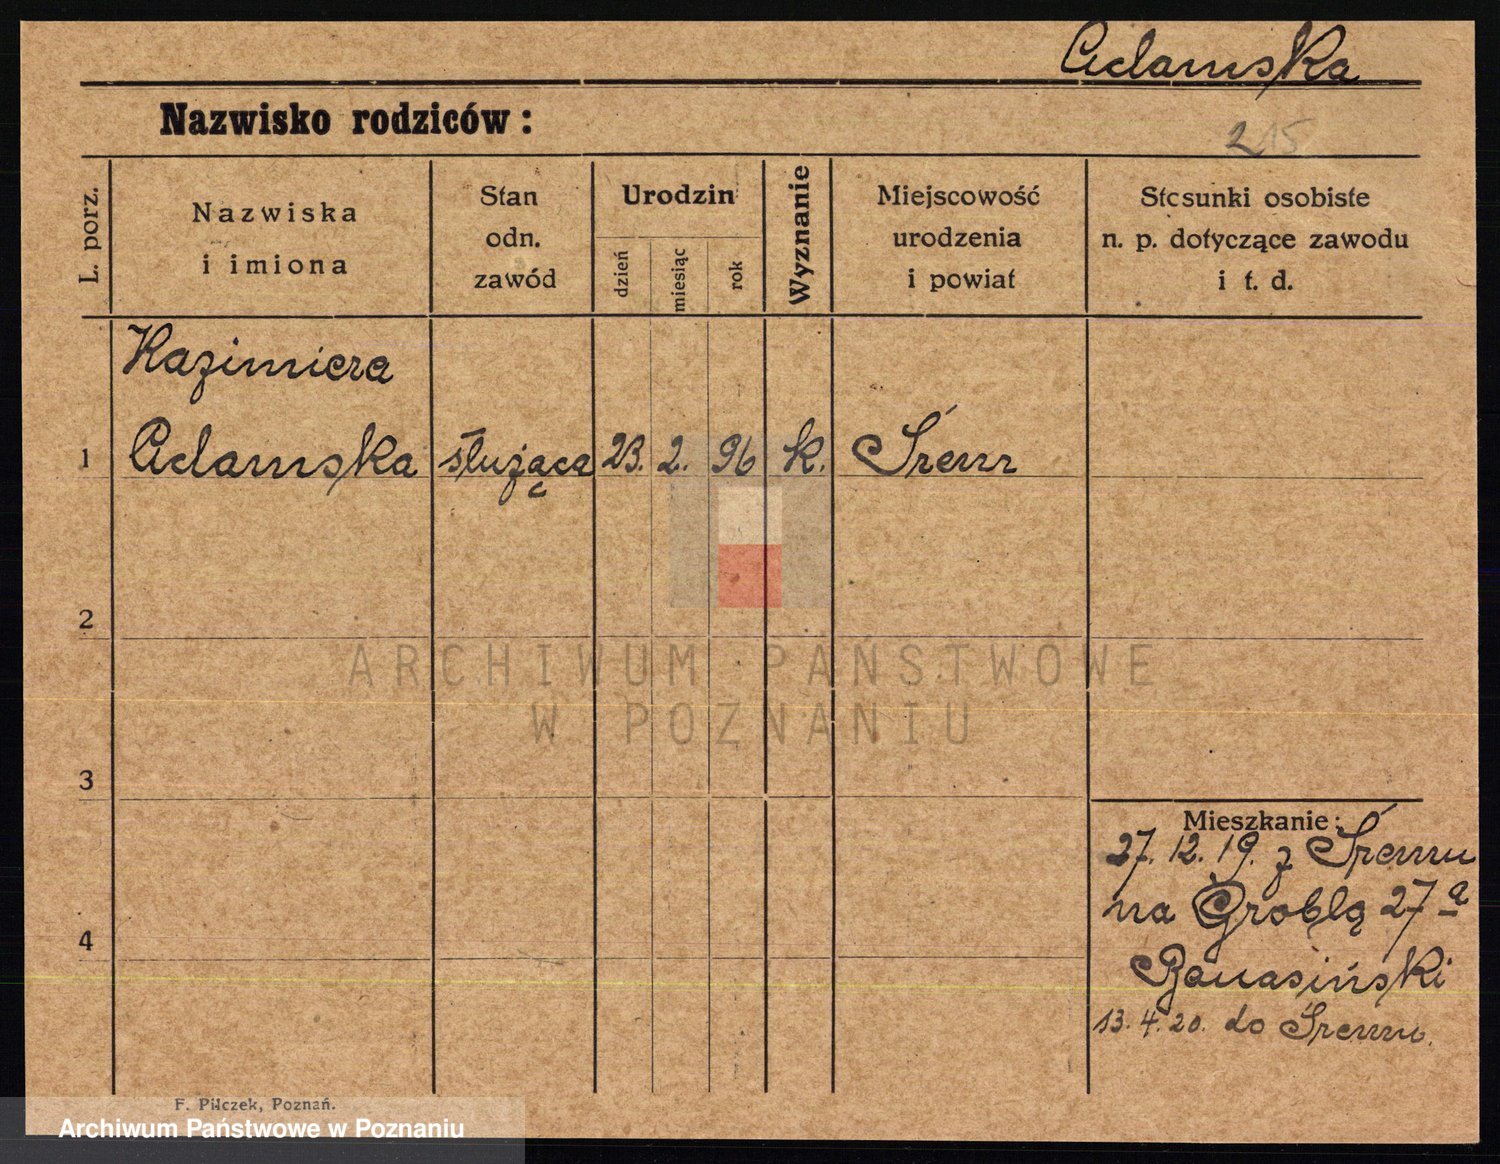 Adamska
Nazwisko rodziców:
215
L. porz.
Nazwiska
i imiona
Stan
odn.
zawód
Urodzin
dzień
miesiąc
rok
Wyznanie
Miejscowość
urodzenia
i powiat
Stosunki osobiste
n. p. dotyczące zawodu
i t. d.
Kazimiera
1 Adamska służąca 23. 2. 96 k. Śrem
2
ARCHIWUM PAŃSTWOWE
W POZNANIU
3
Mieszkanie:
27. 12. 19. z Śremu
na Groblą 27 a
4
Banasiński
13. 4. 20. do Śremu.
F. Pilczek, Poznań.
Archiwum Państwowe w Poznaniu